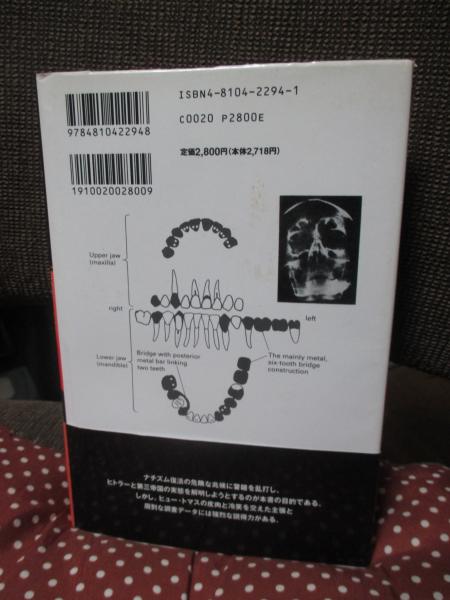 ISBN4-8104-2294-1
C0020 P2800E
9784810422948
定価2,800円(本体2,718円)
1910020028009
Upper jaw
(maxilla)
right
left
Lower jaw
(mandible)
Bridge with posterior
metal bar linking
two teeth
The mainly metal,
six-tooth bridge
construction
ナチズム復活の危険な兆候に警鐘を乱打し、
ヒトラーと第三帝国の実態を解明しようとするのが本書の目的である。
しかし、ヒュー・トマスの皮肉と冷笑を交えた主張と
周到な調査データには強烈な説得力がある。